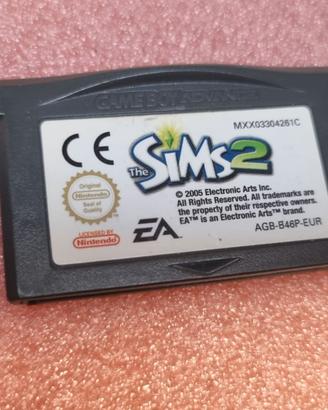 GAME BOY ADVANCE
MXX03304261C
CE
The SIMS 2
Original
Nintendo
Seal of
Quality
© 2005 Electronic Arts Inc.
All Rights Reserved. All trademarks are
the property of their respective owners.
EA™ is an Electronic Arts™ brand.
LICENSED BY
Nintendo
EA
AGB-B46P-EUR